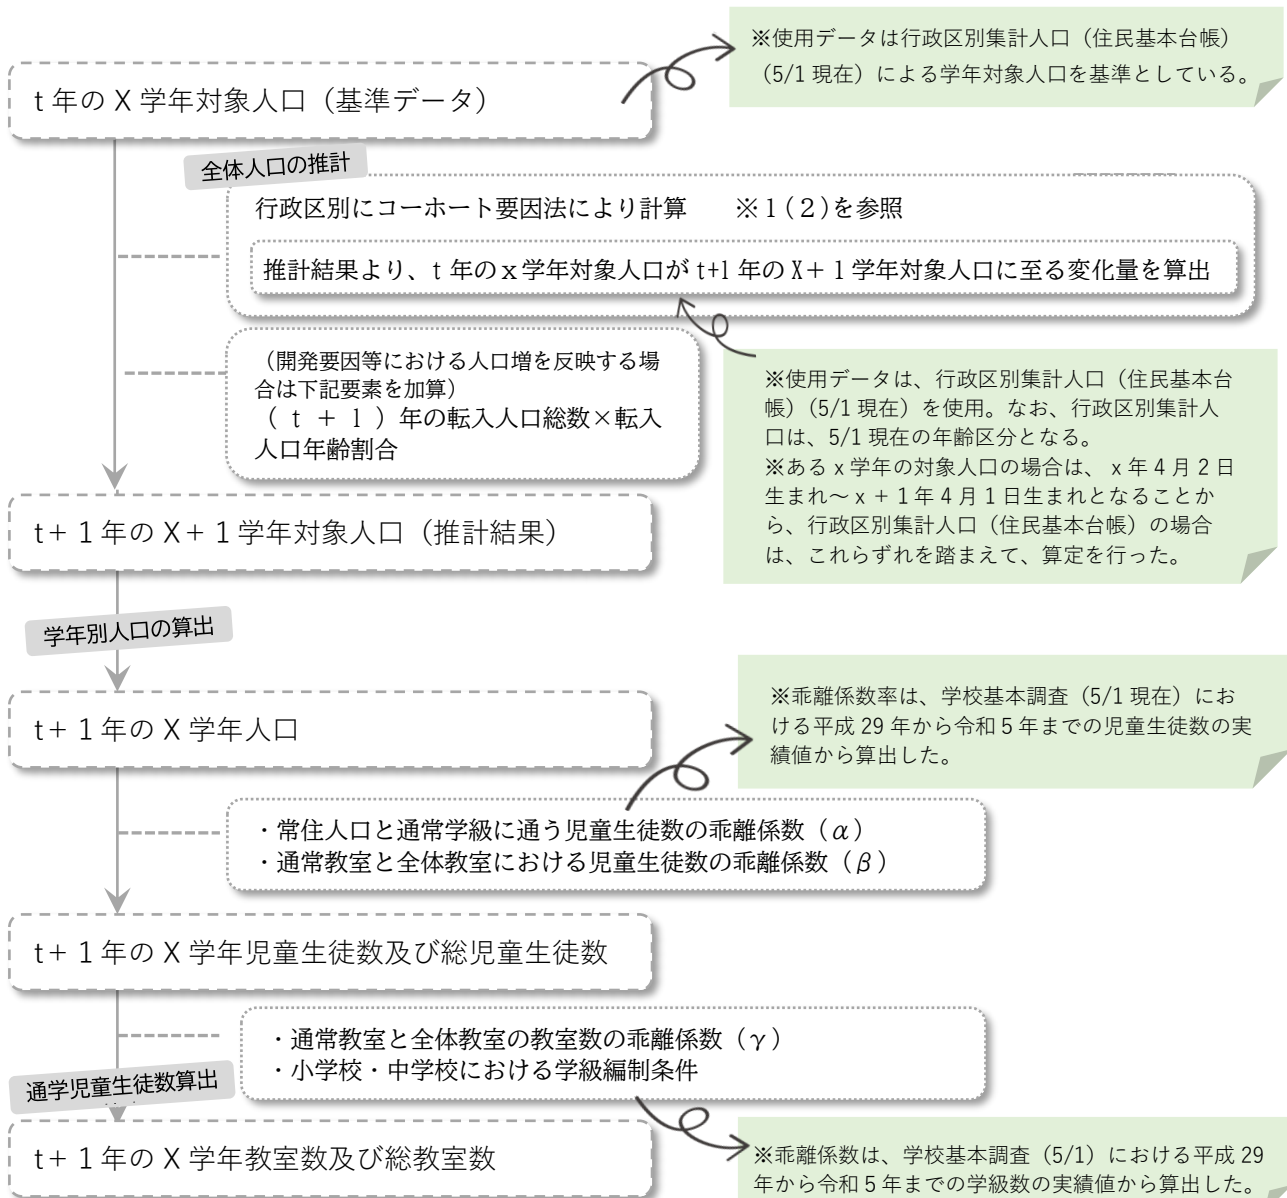 ※使用データは行政区別集計人口（住民基本台帳）
（5/1 現在）による学年対象人口を基準としている。
t 年の X 学年対象人口（基準データ）
全体人口の推計
行政区別にコーホート要因法により計算　　※１(２)を参照
推計結果より、t 年のｘ学年対象人口が t+1 年の X＋１学年対象人口に至る変化量を算出
（開発要因等における人口増を反映する場
合は下記要素を加算）
（ｔ＋１）年の転入人口総数×転入
人口年齢割合
※使用データは、行政区別集計人口（住民基本台
帳）（5/1 現在）を使用。なお、行政区別集計人
口は、5/1 現在の年齢区分となる。
※ある x 学年の対象人口の場合は、x 年 4 月 2 日
生まれ～x + 1 年 4 月 1 日生まれとなることか
ら、行政区別集計人口（住民基本台帳）の場合
は、これらずれを踏まえて、算定を行った。
t＋１年の X＋１学年対象人口（推計結果）
学年別人口の算出
t＋１年の X 学年人口
※乖離係数率は、学校基本調査（5/1 現在）にお
ける平成 29 年から令和 5 年までの児童生徒数の実
績値から算出した。
・常住人口と通常学級に通う児童生徒数の乖離係数（α）
・通常教室と全体教室における児童生徒数の乖離係数（β）
t＋１年の X 学年児童生徒数及び総児童生徒数
・通常教室と全体教室の教室数の乖離係数（γ）
・小学校・中学校における学級編制条件
通学児童生徒数算出
t＋１年の X 学年教室数及び総教室数
※乖離係数は、学校基本調査（5/1）における平成 29
年から令和 5 年までの学級数の実績値から算出した。